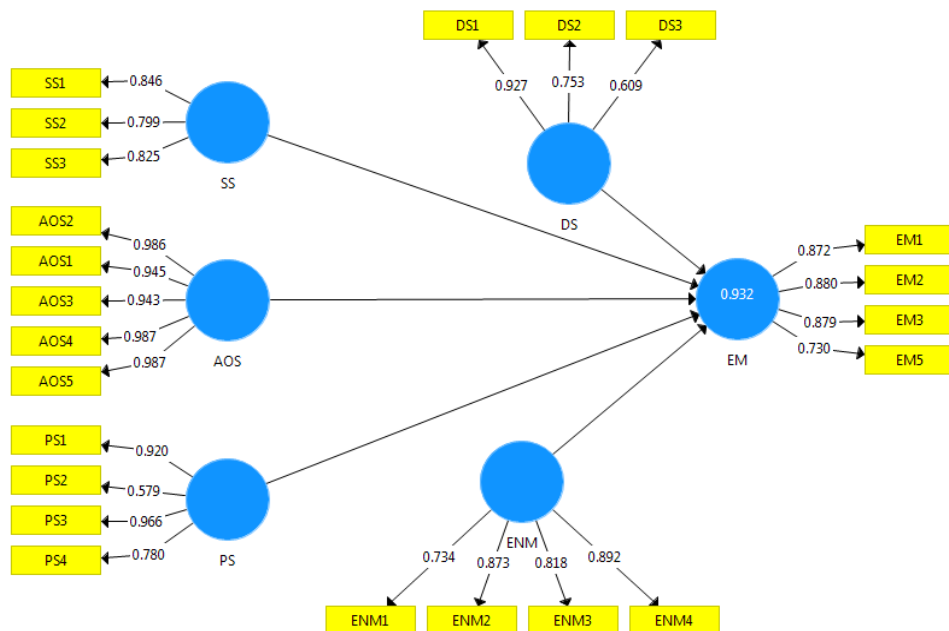 DS1 DS2 DS3
0.927 0.753 0.609
DS
SS1 0.846
SS2 0.799
SS3 0.825
SS
AOS2 0.986
AOS1 0.945
AOS3 0.943
AOS4 0.987
AOS5 0.987
AOS
0.932
EM
0.872 EM1
0.880 EM2
0.879 EM3
0.730 EM5
PS1 0.920
PS2 0.579
PS3 0.966
PS4 0.780
PS
ENM
0.734 0.873 0.818 0.892
ENM1 ENM2 ENM3 ENM4